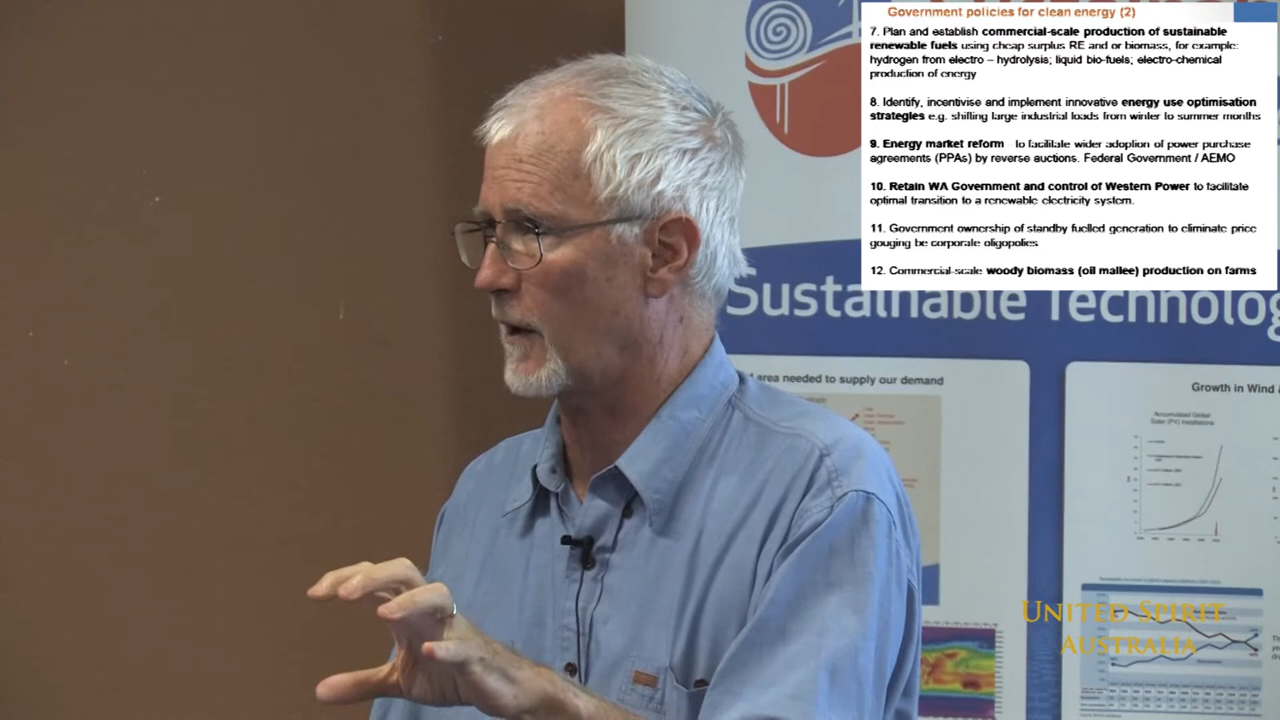 Government policies for clean energy (2)
7. Plan and establish commercial-scale production of sustainable
renewable fuels using cheap surplus RE and or biomass, for example:
hydrogen from electro – hydrolysis; liquid bio-fuels; electro-chemical
production of energy
8. Identify, incentivise and implement innovative energy use optimisation
strategies e.g. shifting large industrial loads from winter to summer months
9. Energy market reform to facilitate wider adoption of power purchase
agreements (PPAs) by reverse auctions. Federal Government / AEMO
10. Retain WA Government and control of Western Power to facilitate
optimal transition to a renewable electricity system.
11. Government ownership of standby fuelled generation to eliminate price
gouging be corporate oligopolies
12. Commercial-scale woody biomass (oil mallee) production on farms
Sustainable Technolog
area needed to supply our demand
Growth in Wind
Accumulated Global
Solar (PV) Installations
UNITED SPIRIT
AUSTRALIA